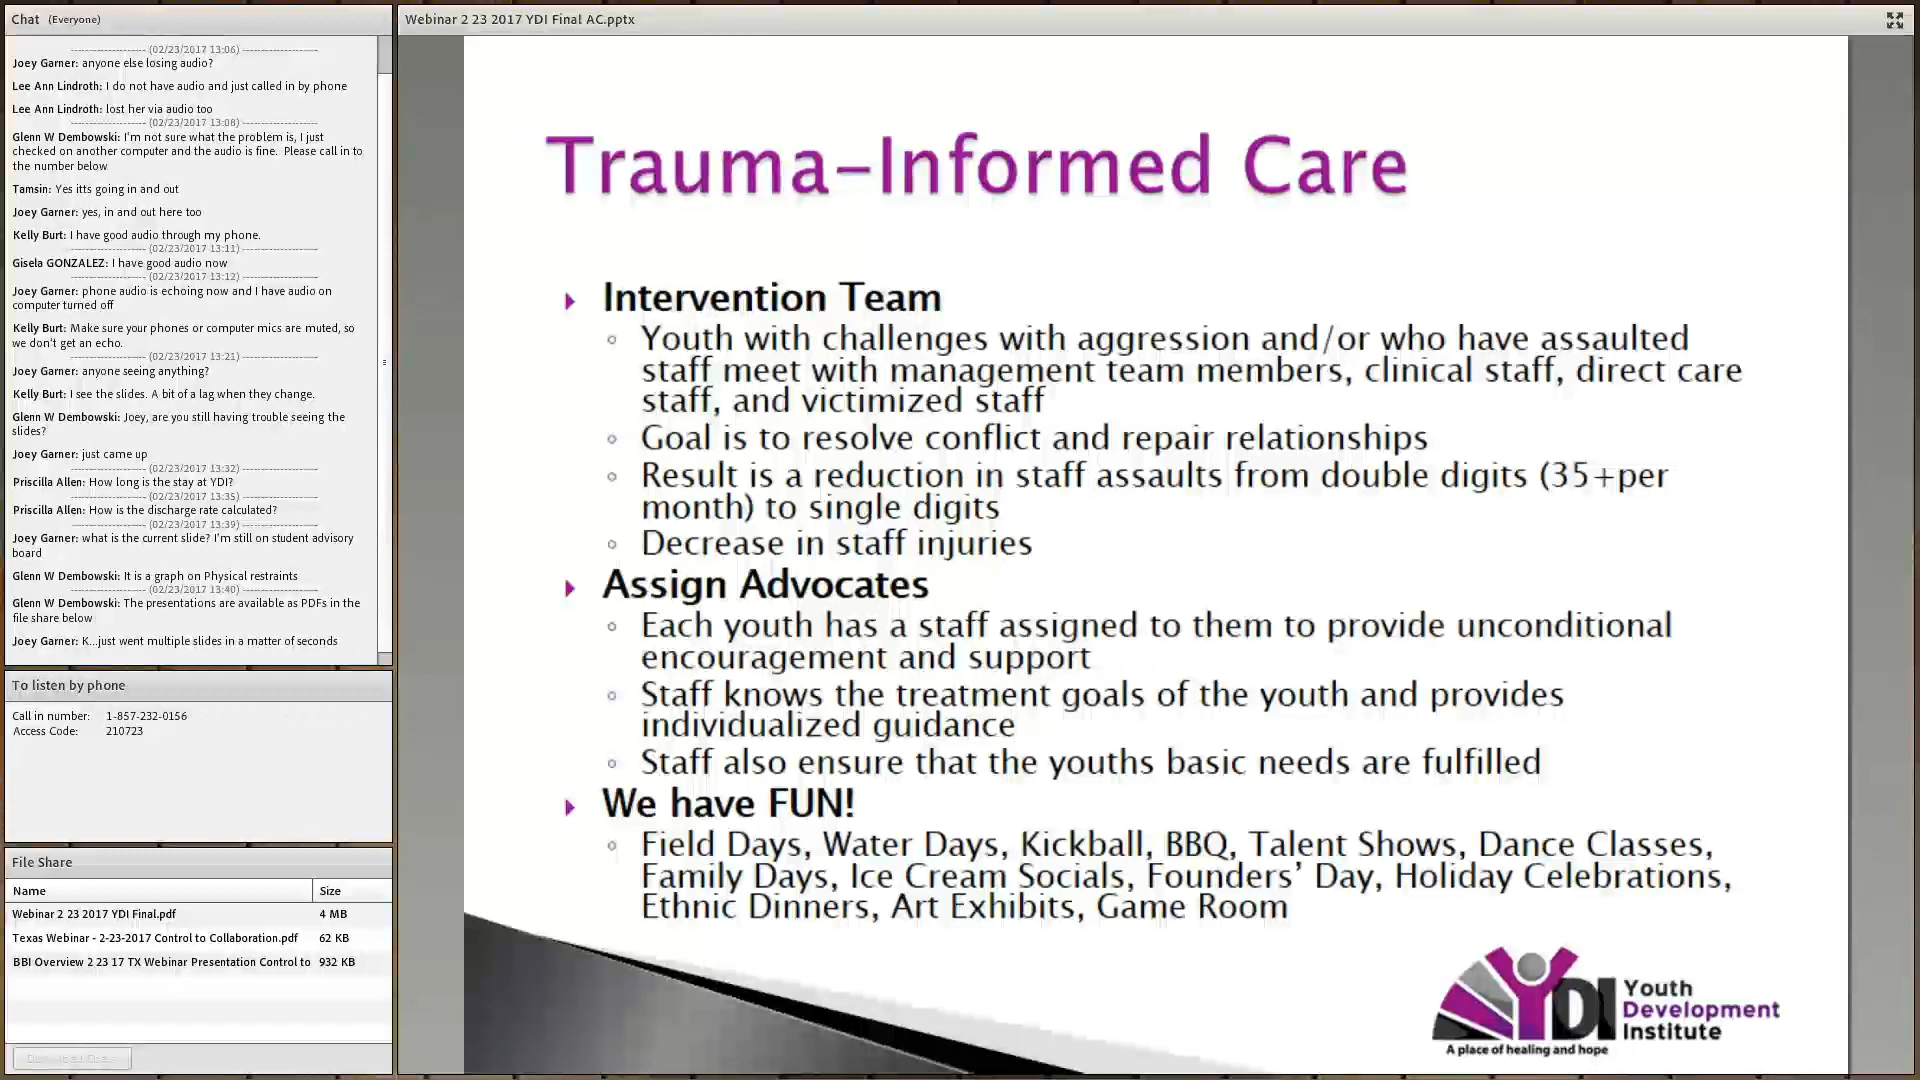 Chat (Everyone)
-------------------- (02/23/2017 13:06) --------------------
Joey Garner: anyone else losing audio?
Lee Ann Lindroth: I do not have audio and just called in by phone
Lee Ann Lindroth: lost her via audio too
-------------------- (02/23/2017 13:08) --------------------
Glenn W Dembowski: I'm not sure what the problem is, I just
checked on another computer and the audio is fine. Please call in to
the number below
Tamsin: Yes itts going in and out
Joey Garner: yes, in and out here too
Kelly Burt: I have good audio through my phone.
-------------------- (02/23/2017 13:11) --------------------
Gisela GONZALEZ: I have good audio now
-------------------- (02/23/2017 13:12) --------------------
Joey Garner: phone audio is echoing now and I have audio on
computer turned off
Kelly Burt: Make sure your phones or computer mics are muted, so
we don't get an echo.
-------------------- (02/23/2017 13:21) --------------------
Joey Garner: anyone seeing anything?
Kelly Burt: I see the slides. A bit of a lag when they change.
Glenn W Dembowski: Joey, are you still having trouble seeing the
slides?
Joey Garner: just came up
-------------------- (02/23/2017 13:32) --------------------
Priscilla Allen: How long is the stay at YDI?
-------------------- (02/23/2017 13:35) --------------------
Priscilla Allen: How is the discharge rate calculated?
-------------------- (02/23/2017 13:39) --------------------
Joey Garner: what is the current slide? I'm still on student advisory
board
Glenn W Dembowski: It is a graph on Physical restraints
-------------------- (02/23/2017 13:40) --------------------
Glenn W Dembowski: The presentations are available as PDFs in the
file share below
Joey Garner: K...just went multiple slides in a matter of seconds
To listen by phone
Call in number: 1-857-232-0156
Access Code: 210723
File Share
Name Size
Webinar 2 23 2017 YDI Final.pdf 4 MB
Texas Webinar - 2-23-2017 Control to Collaboration.pdf 62 KB
BBI Overview 2 23 17 TX Webinar Presentation Control to 932 KB
Webinar 2 23 2017 YDI Final AC.pptx
Trauma-Informed Care
Intervention Team
Youth with challenges with aggression and/or who have assaulted
staff meet with management team members, clinical staff, direct care
staff, and victimized staff
Goal is to resolve conflict and repair relationships
Result is a reduction in staff assaults from double digits (35+per
month) to single digits
Decrease in staff injuries
Assign Advocates
Each youth has a staff assigned to them to provide unconditional
encouragement and support
Staff knows the treatment goals of the youth and provides
individualized guidance
Staff also ensure that the youths basic needs are fulfilled
We have FUN!
Field Days, Water Days, Kickball, BBQ, Talent Shows, Dance Classes,
Family Days, Ice Cream Socials, Founders' Day, Holiday Celebrations,
Ethnic Dinners, Art Exhibits, Game Room
YDI
Youth
Development
Institute
A place of healing and hope